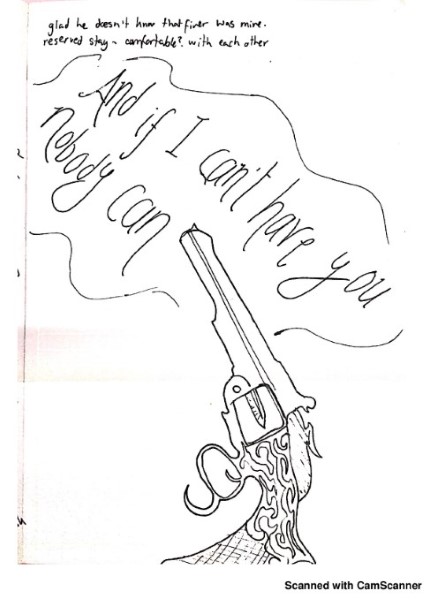 glad he doesn't know that finer was mine.
reserved stay - comfortable? with each other
And if I can't have you
Nobody can
Scanned with CamScanner